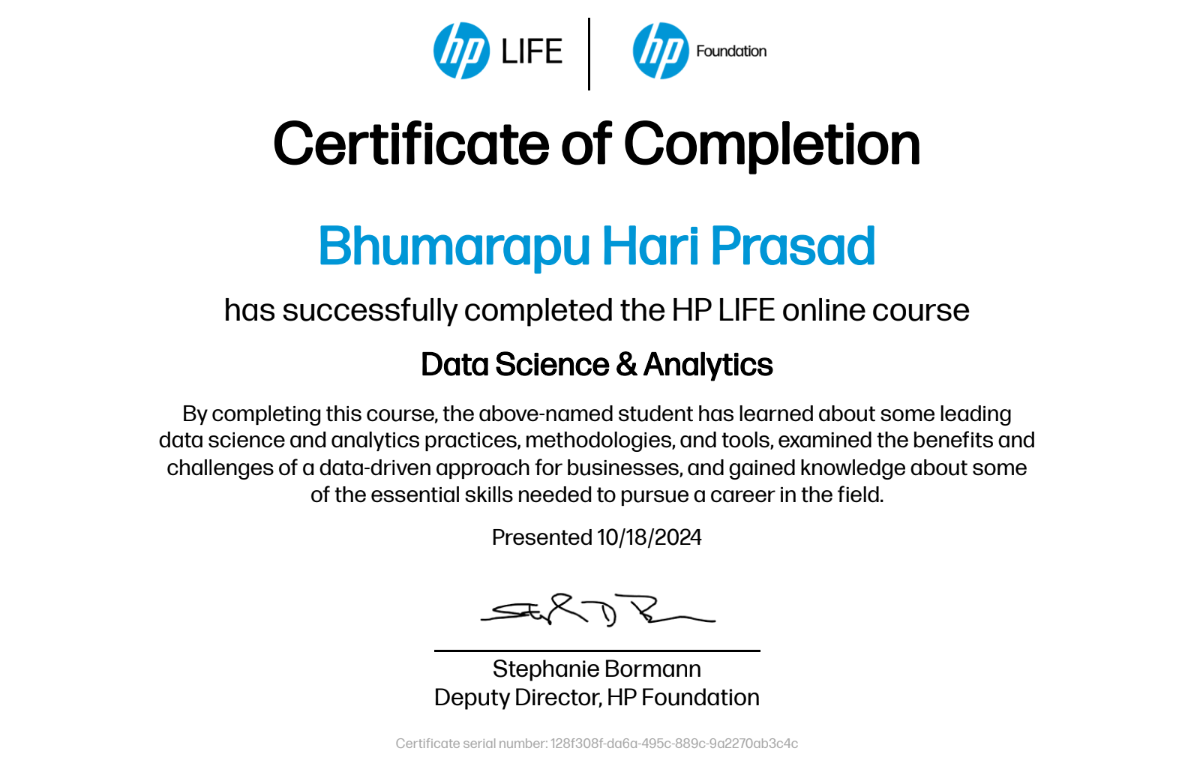 hp LIFE hp Foundation
Certificate of Completion
Bhumarapu Hari Prasad
has successfully completed the HP LIFE online course
Data Science & Analytics
By completing this course, the above-named student has learned about some leading
data science and analytics practices, methodologies, and tools, examined the benefits and
challenges of a data-driven approach for businesses, and gained knowledge about some
of the essential skills needed to pursue a career in the field.
Presented 10/18/2024
Stephanie Bormann
Deputy Director, HP Foundation
Certificate serial number: 128f308f-da6a-495c-889c-9a2270ab3c4c